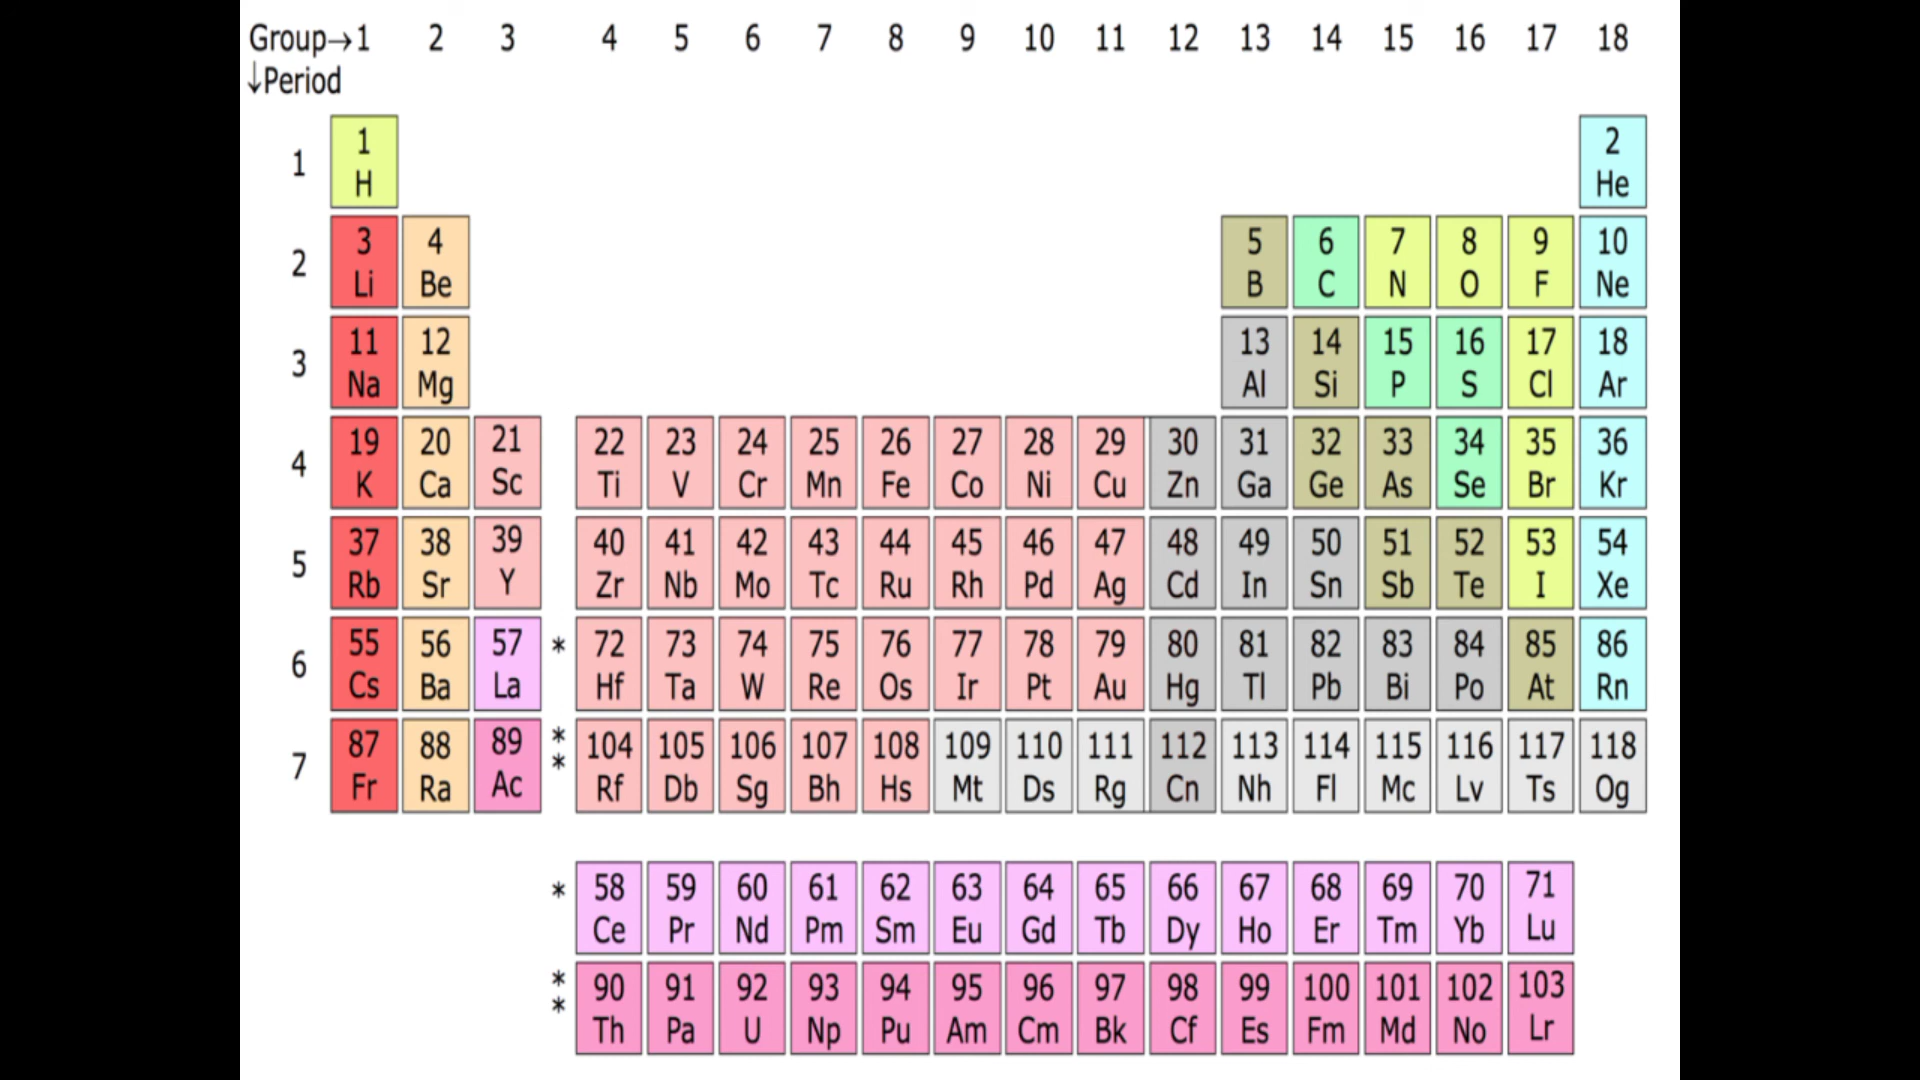 Group→1 2 3 4 5 6 7 8 9 10 11 12 13 14 15 16 17 18
↓Period
1 2
1 H He
3 4 5 6 7 8 9 10
2 Li Be B C N O F Ne
11 12 13 14 15 16 17 18
3 Na Mg Al Si P S Cl Ar
19 20 21 22 23 24 25 26 27 28 29 30 31 32 33 34 35 36
4 K Ca Sc Ti V Cr Mn Fe Co Ni Cu Zn Ga Ge As Se Br Kr
37 38 39 40 41 42 43 44 45 46 47 48 49 50 51 52 53 54
5 Rb Sr Y Zr Nb Mo Tc Ru Rh Pd Ag Cd In Sn Sb Te I Xe
55 56 57 * 72 73 74 75 76 77 78 79 80 81 82 83 84 85 86
6 Cs Ba La Hf Ta W Re Os Ir Pt Au Hg Tl Pb Bi Po At Rn
87 88 89 * 104 105 106 107 108 109 110 111 112 113 114 115 116 117 118
7 Fr Ra Ac * Rf Db Sg Bh Hs Mt Ds Rg Cn Nh Fl Mc Lv Ts Og
* 58 59 60 61 62 63 64 65 66 67 68 69 70 71
Ce Pr Nd Pm Sm Eu Gd Tb Dy Ho Er Tm Yb Lu
* 90 91 92 93 94 95 96 97 98 99 100 101 102 103
* Th Pa U Np Pu Am Cm Bk Cf Es Fm Md No Lr